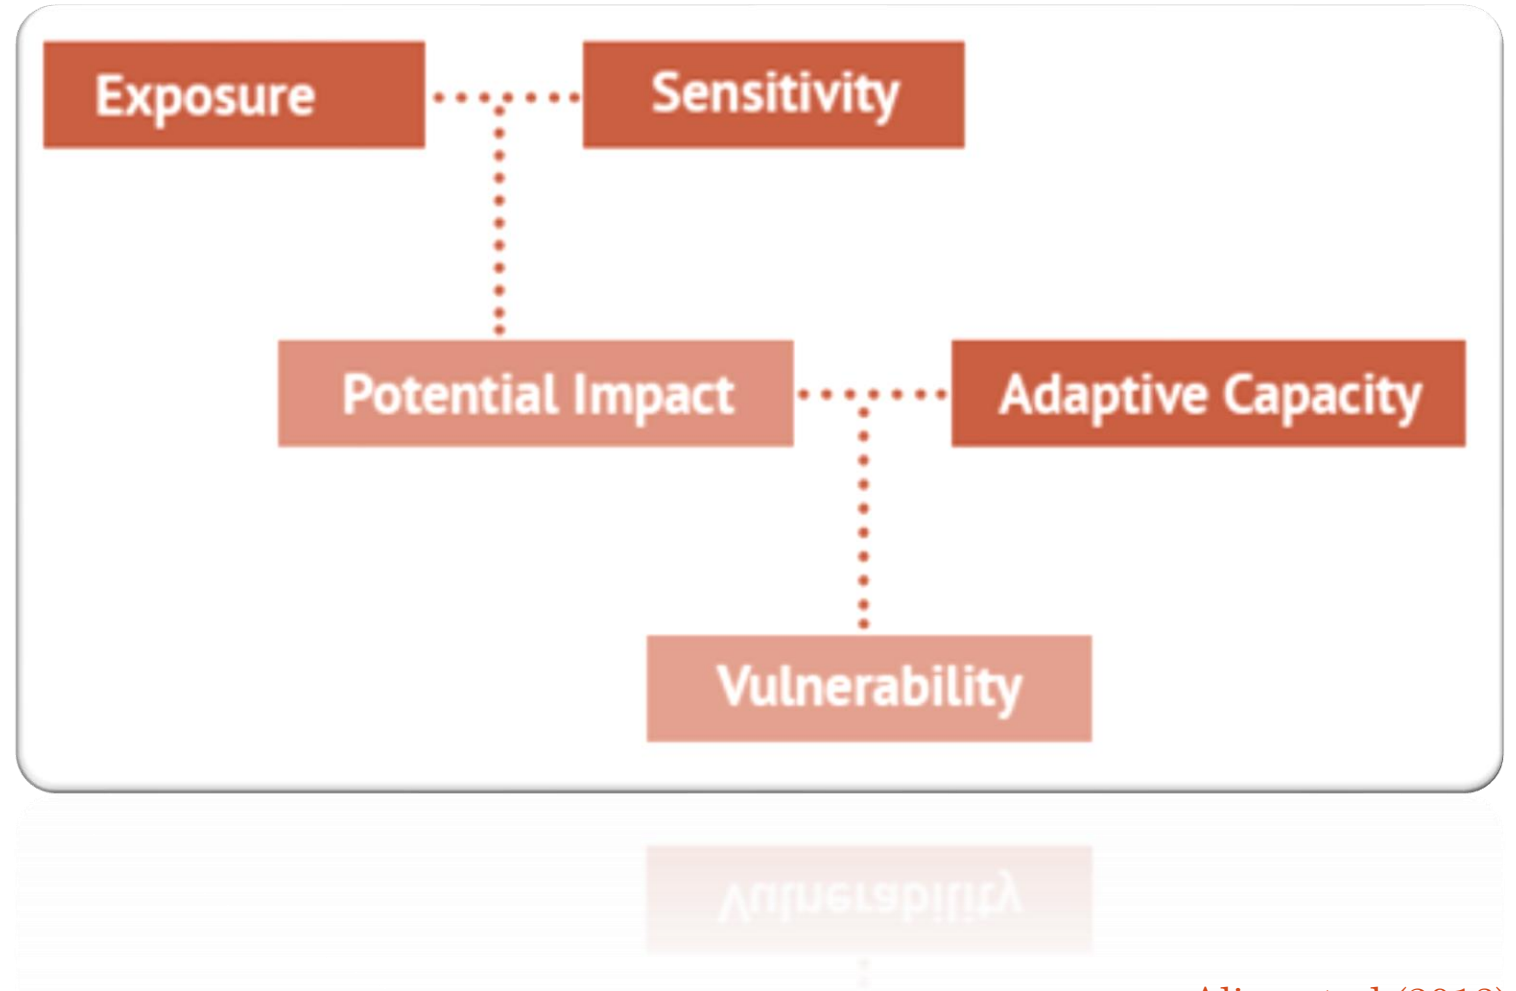 Exposure
Sensitivity
Potential Impact
Adaptive Capacity
Vulnerability